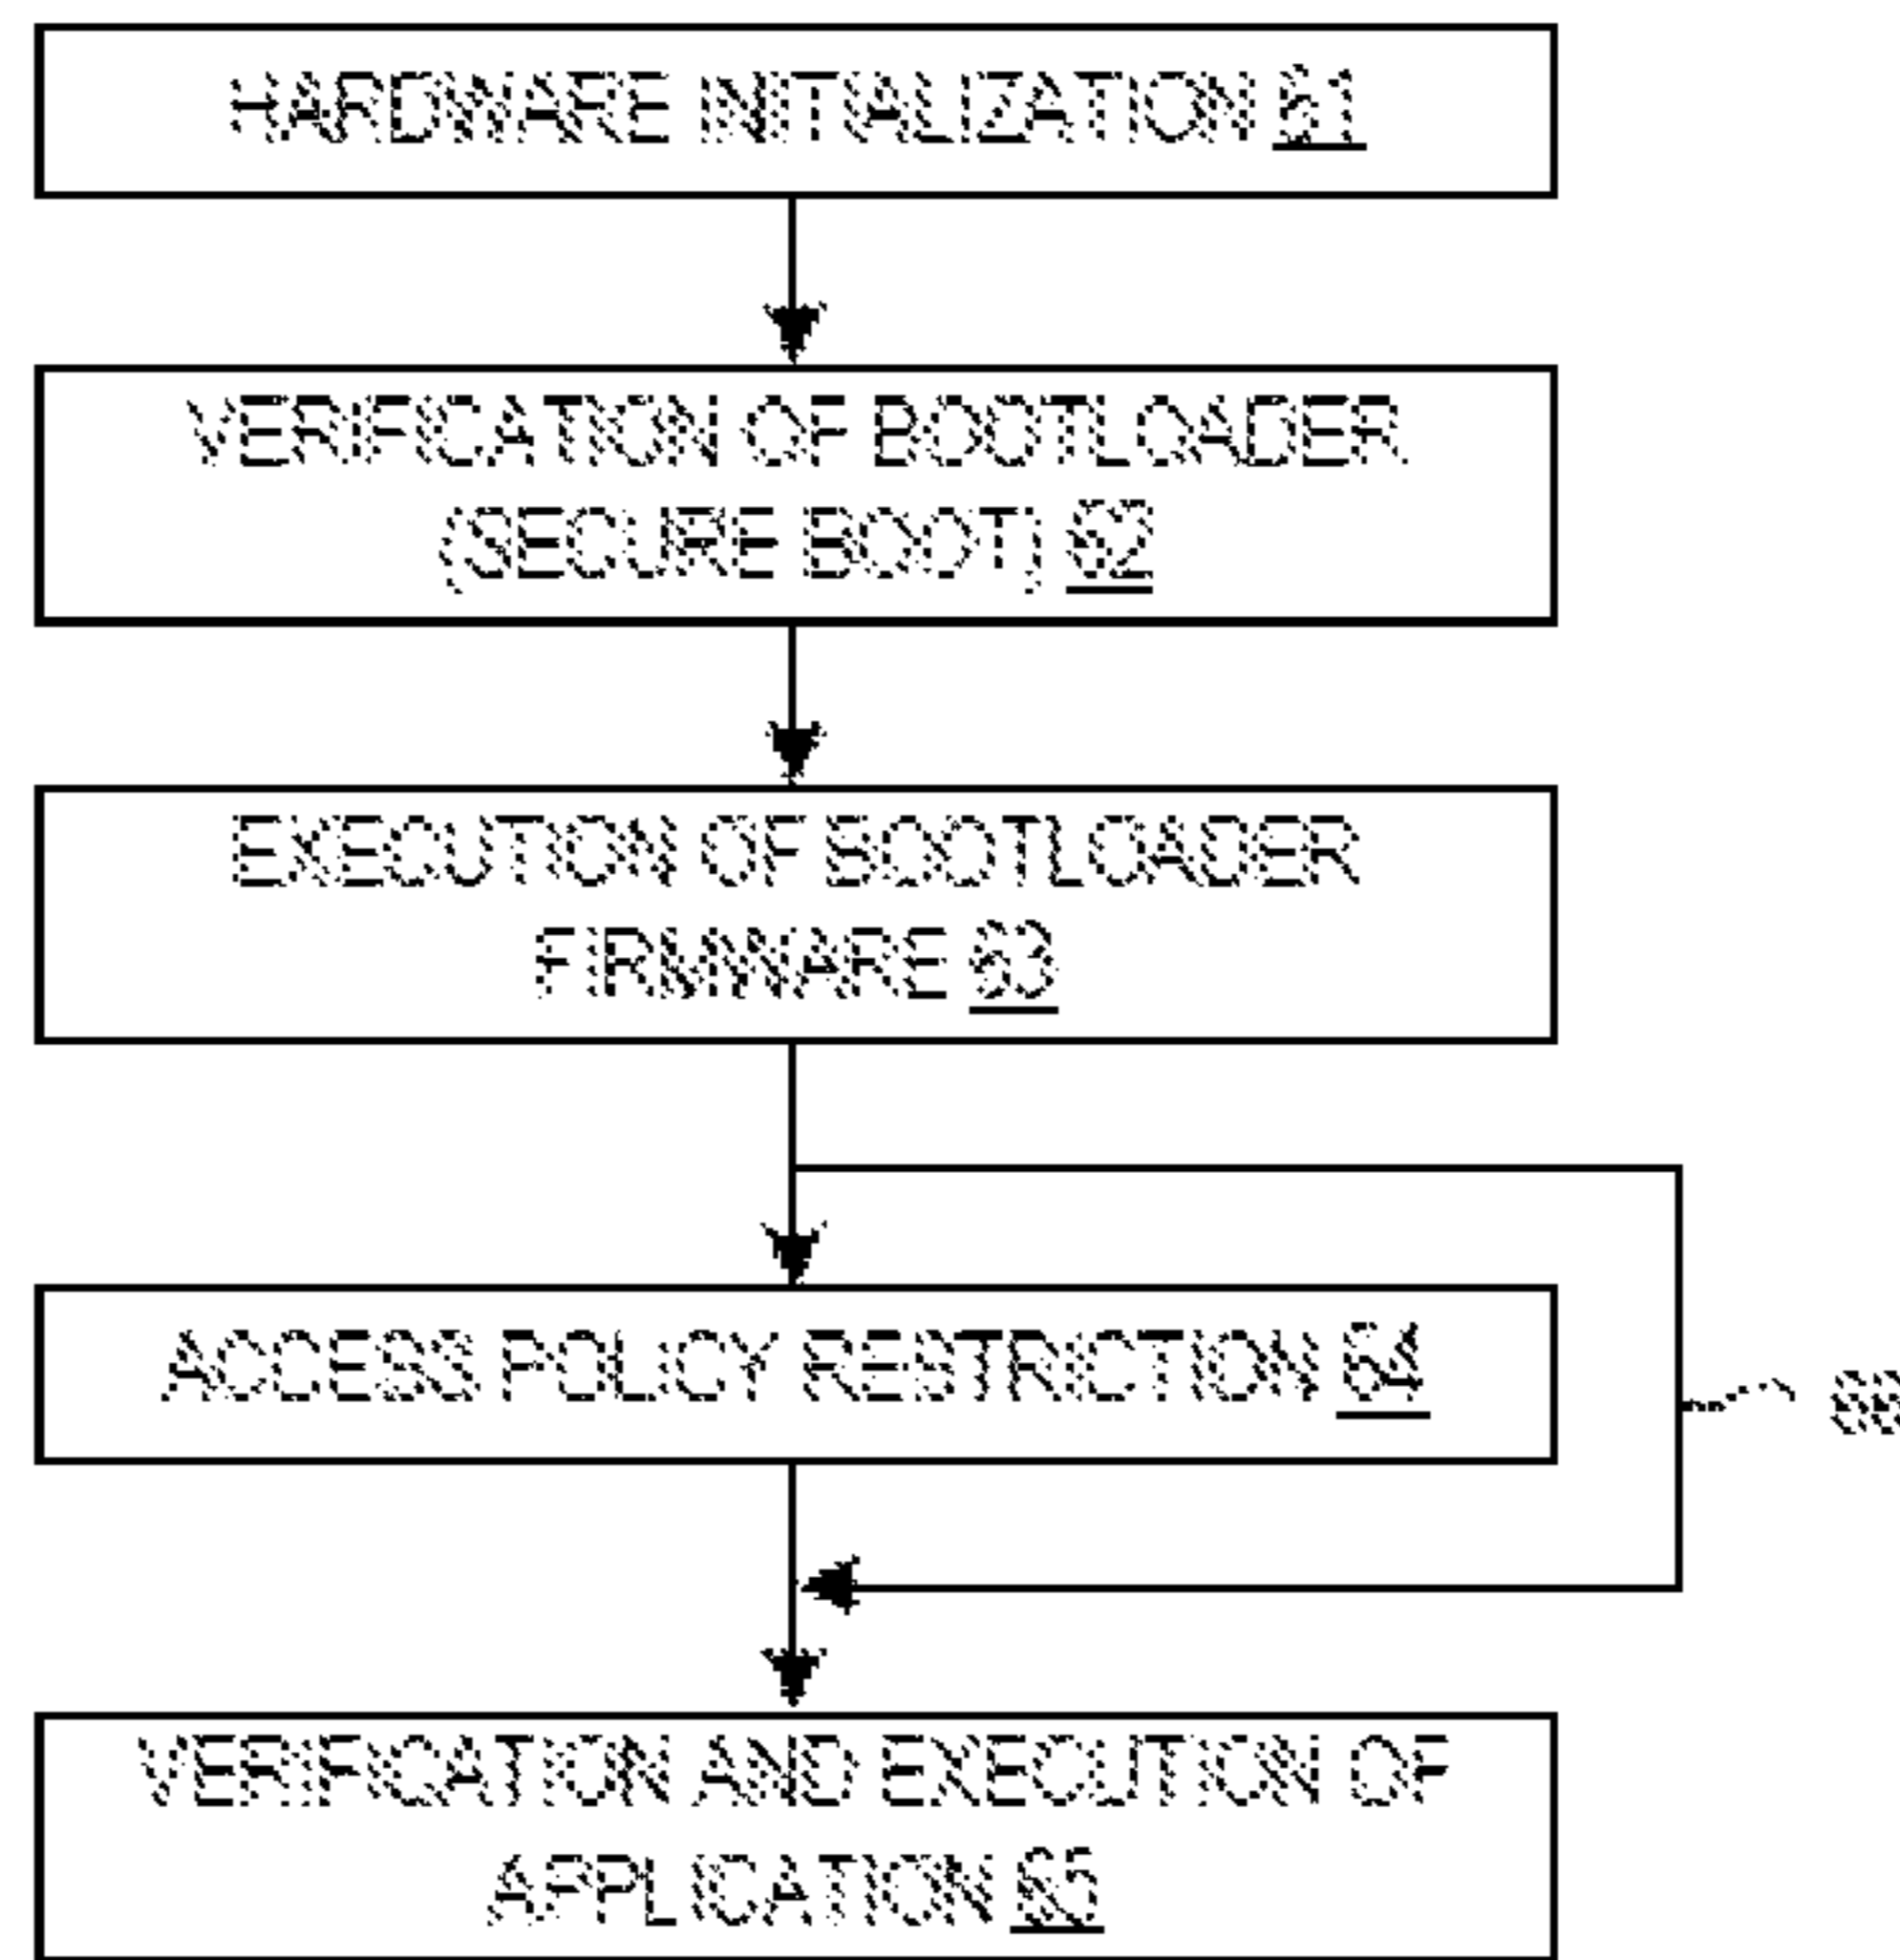 HARDWARE INITIALIZATION 61
VERIFICATION OF BOOTLOADER
(SECURE BOOT) 62
EXECUTION OF BOOTLOADER
FIRMWARE 63
ACCESS POLICY RESTRICTION 64
VERIFICATION AND EXECUTION OF
APPLICATION 65